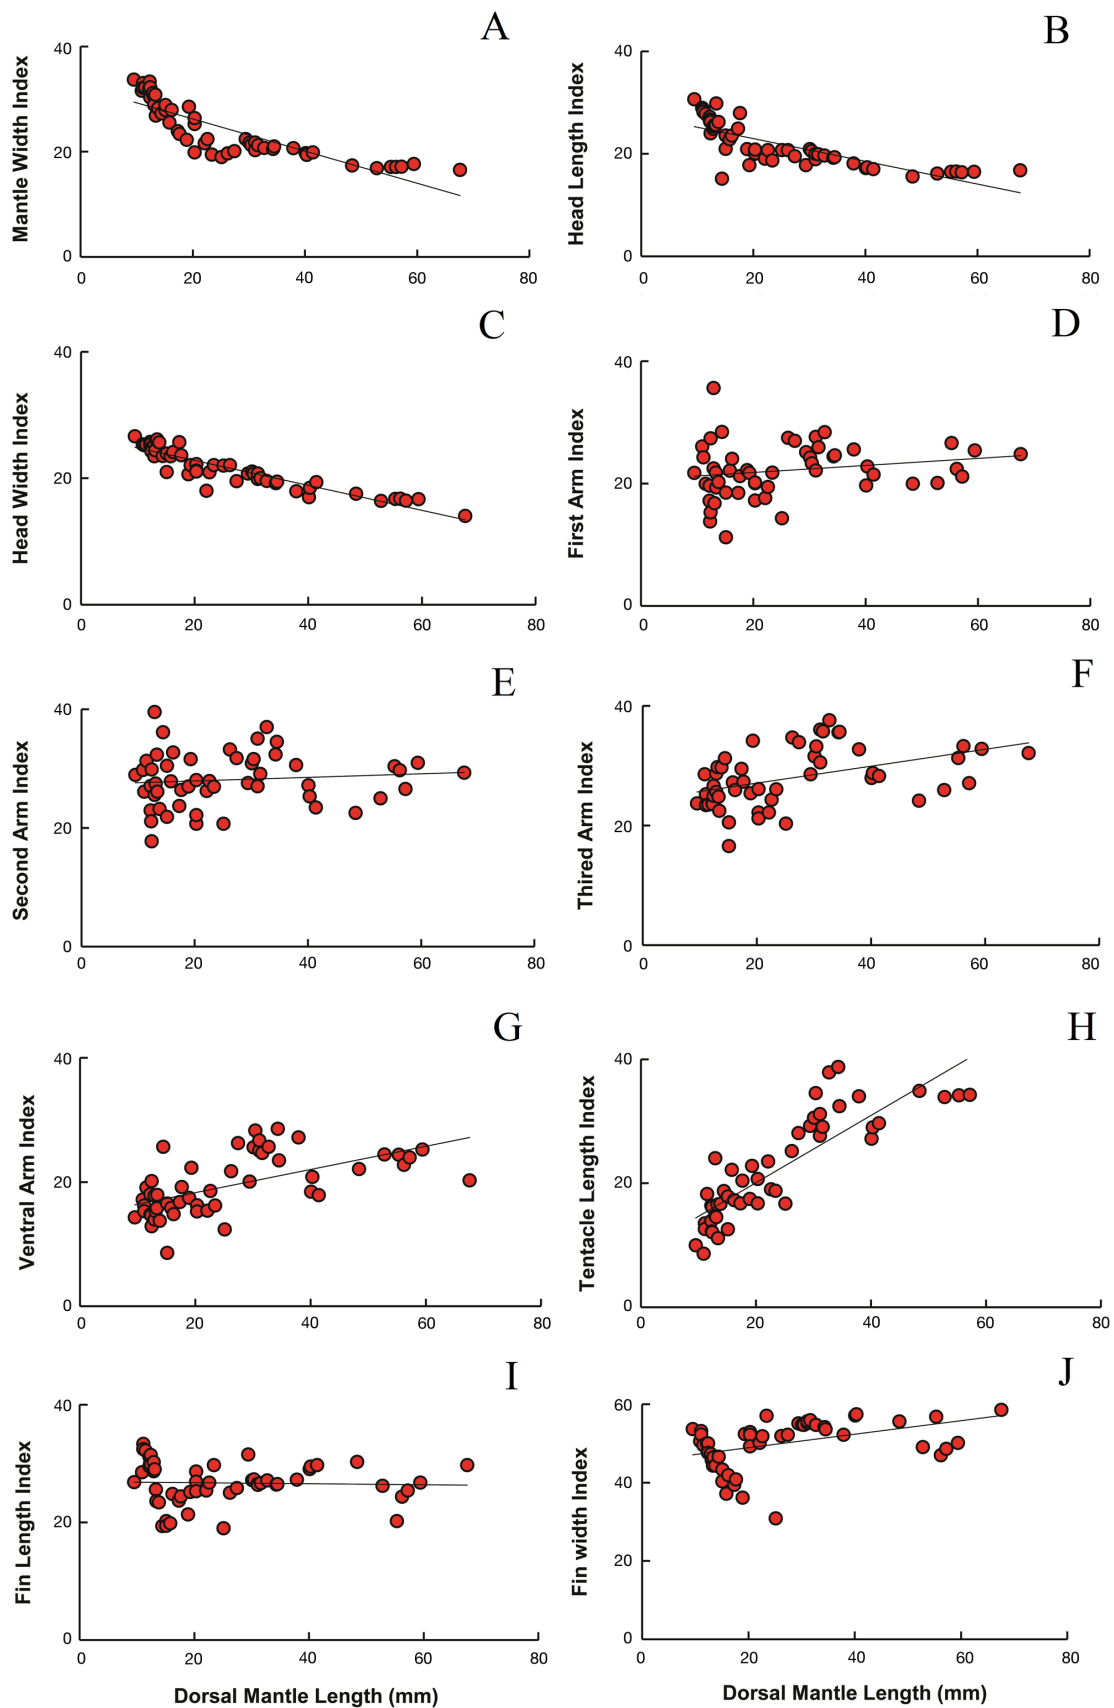 A
B
40
20
0
Mantle Width Index
0 20 40 60 80
40
20
0
Head Length Index
0 20 40 60 80
C
D
40
20
0
Head Width Index
0 20 40 60 80
40
20
0
First Arm Index
0 20 40 60 80
E
F
40
20
0
Second Arm Index
0 20 40 60 80
40
20
0
Thired Arm Index
0 20 40 60 80
G
H
40
20
0
Ventral Arm Index
0 20 40 60 80
40
20
0
Tentacle Length Index
0 20 40 60 80
I
J
40
20
0
Fin Length Index
0 20 40 60 80
Dorsal Mantle Length (mm)
60
40
20
0
Fin width Index
0 20 40 60 80
Dorsal Mantle Length (mm)